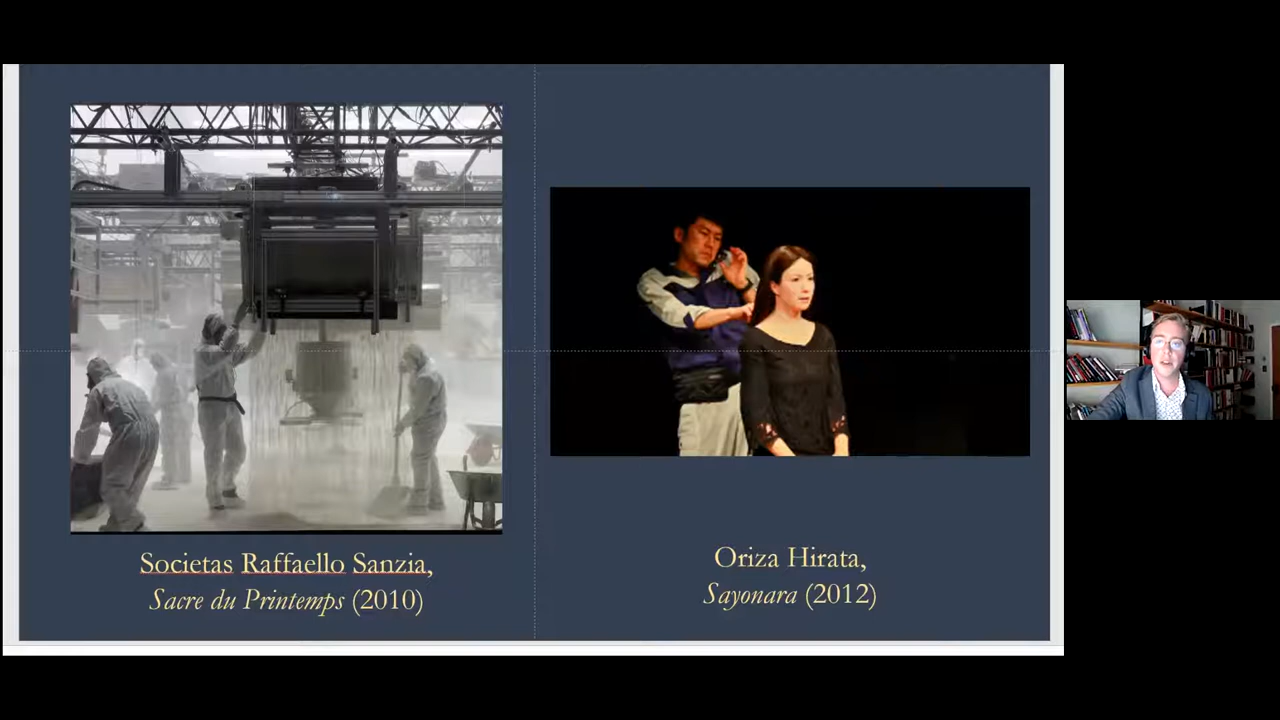 Societas Raffaello Sanzia,
Sacre du Printemps (2010)
Oriza Hirata,
Sayonara (2012)